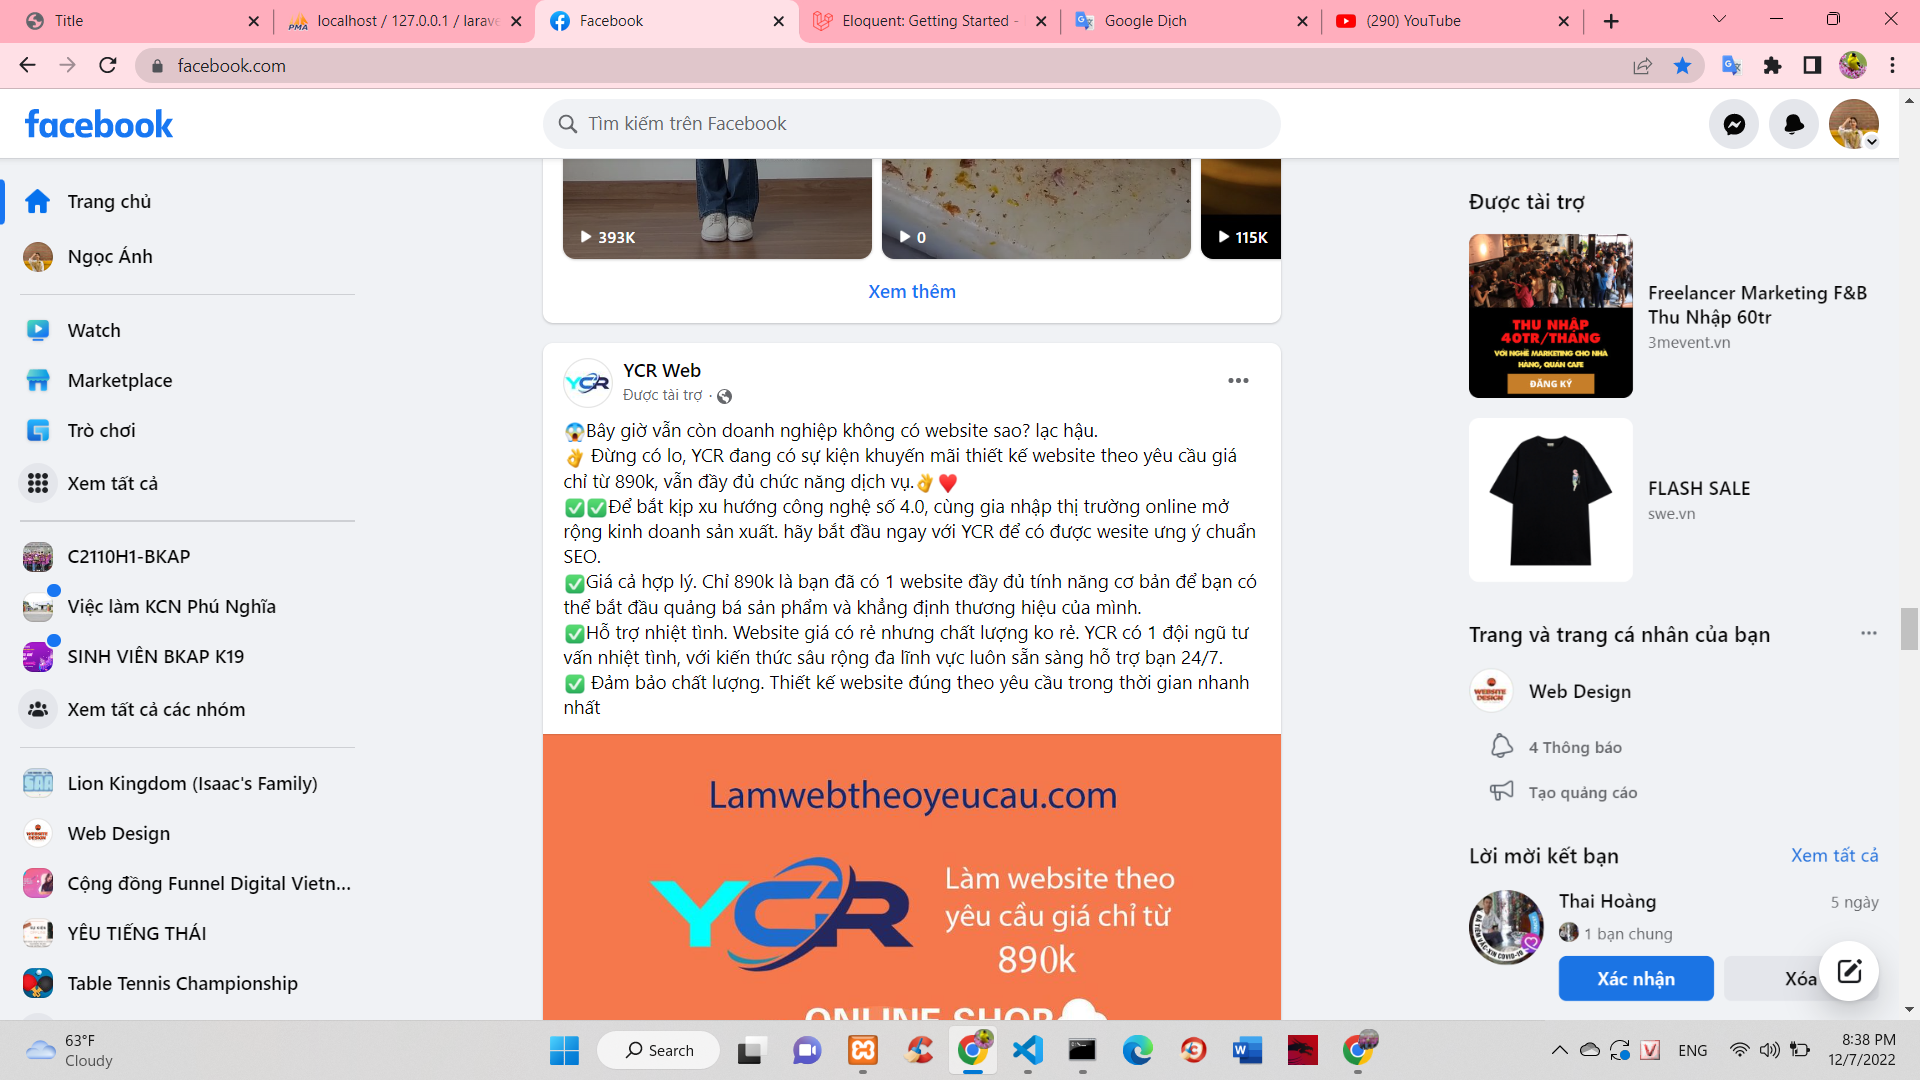 Title
localhost / 127.0.0.1 / larave
Facebook
Eloquent: Getting Started -
Google Dịch
(290) YouTube
facebook.com
facebook
Tìm kiếm trên Facebook
Trang chủ
Ngọc Ánh
Watch
Marketplace
Trò chơi
Xem tất cả
C2110H1-BKAP
Việc làm KCN Phú Nghĩa
SINH VIÊN BKAP K19
Xem tất cả các nhóm
Lion Kingdom (Isaac's Family)
Web Design
Cộng đồng Funnel Digital Vietn...
YÊU TIẾNG THÁI
Table Tennis Championship
393K
0
115K
Xem thêm
YCR
YCR Web
Được tài trợ ·
😱Bây giờ vẫn còn doanh nghiệp không có website sao? lạc hậu.
👌 Đừng có lo, YCR đang có sự kiện khuyến mãi thiết kế website theo yêu cầu giá
chỉ từ 890k, vẫn đầy đủ chức năng dịch vụ.👌❤️
✅✅Để bắt kịp xu hướng công nghệ số 4.0, cùng gia nhập thị trường online mở
rộng kinh doanh sản xuất. hãy bắt đầu ngay với YCR để có được wesite ưng ý chuẩn
SEO.
✅Giá cả hợp lý. Chỉ 890k là bạn đã có 1 website đầy đủ tính năng cơ bản để bạn có
thể bắt đầu quảng bá sản phẩm và khẳng định thương hiệu của mình.
✅Hỗ trợ nhiệt tình. Website giá có rẻ nhưng chất lượng ko rẻ. YCR có 1 đội ngũ tư
vấn nhiệt tình, với kiến thức sâu rộng đa lĩnh vực luôn sẵn sàng hỗ trợ bạn 24/7.
✅ Đảm bảo chất lượng. Thiết kế website đúng theo yêu cầu trong thời gian nhanh
nhất
Lamwebtheoyeucau.com
YCR
Làm website theo
yêu cầu giá chỉ từ
890k
ONLINE SHOP
Được tài trợ
THU NHẬP
40TR/THÁNG
VỚI NGHỀ MARKETING CHO NHÀ
HÀNG, QUÁN CAFE
ĐĂNG KÝ
Freelancer Marketing F&B
Thu Nhập 60tr
3mevent.vn
FLASH SALE
swe.vn
Trang và trang cá nhân của bạn
Web Design
4 Thông báo
Tạo quảng cáo
Lời mời kết bạn
Xem tất cả
Thai Hoàng
5 ngày
1 bạn chung
Xác nhận
Xóa
63°F
Cloudy
Search
ENG
8:38 PM
12/7/2022